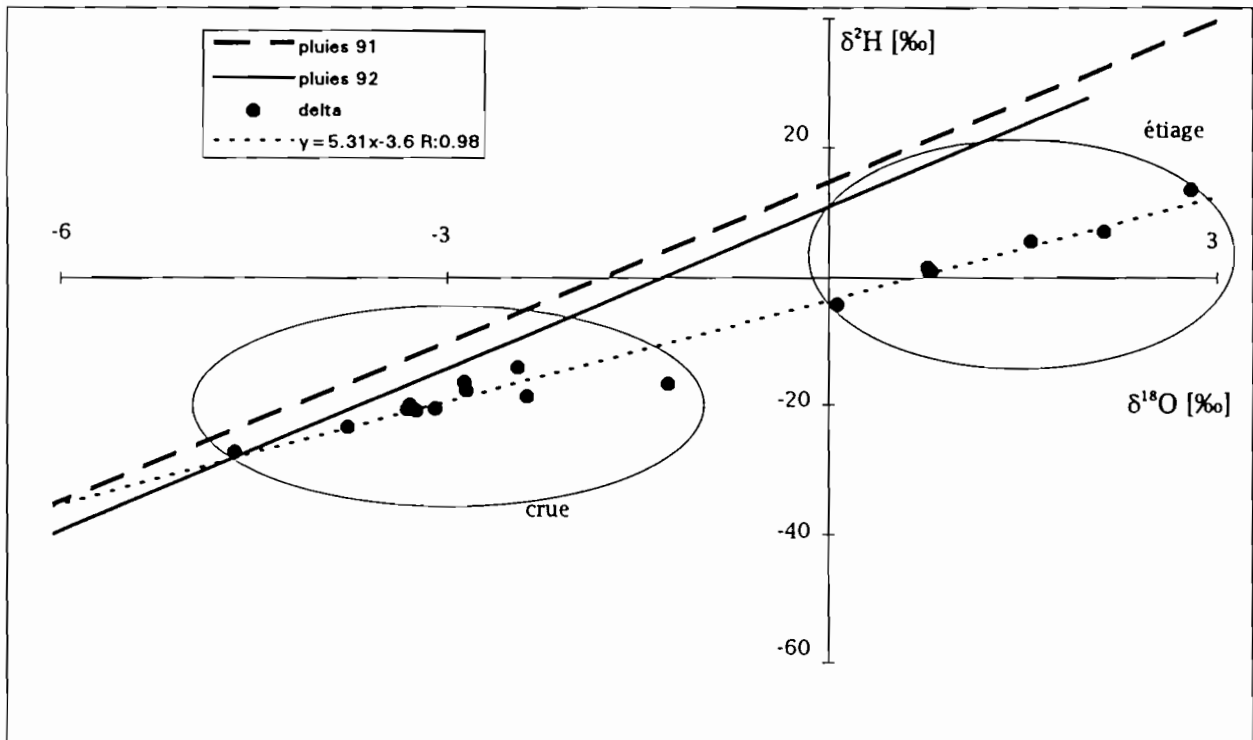 pluies 91
pluies 92
delta
y=5.31x-3.6 R:0.98
δ²H [‰]
20
étiage
-6
-3
3
-20
δ¹⁸O [‰]
crue
-40
-60